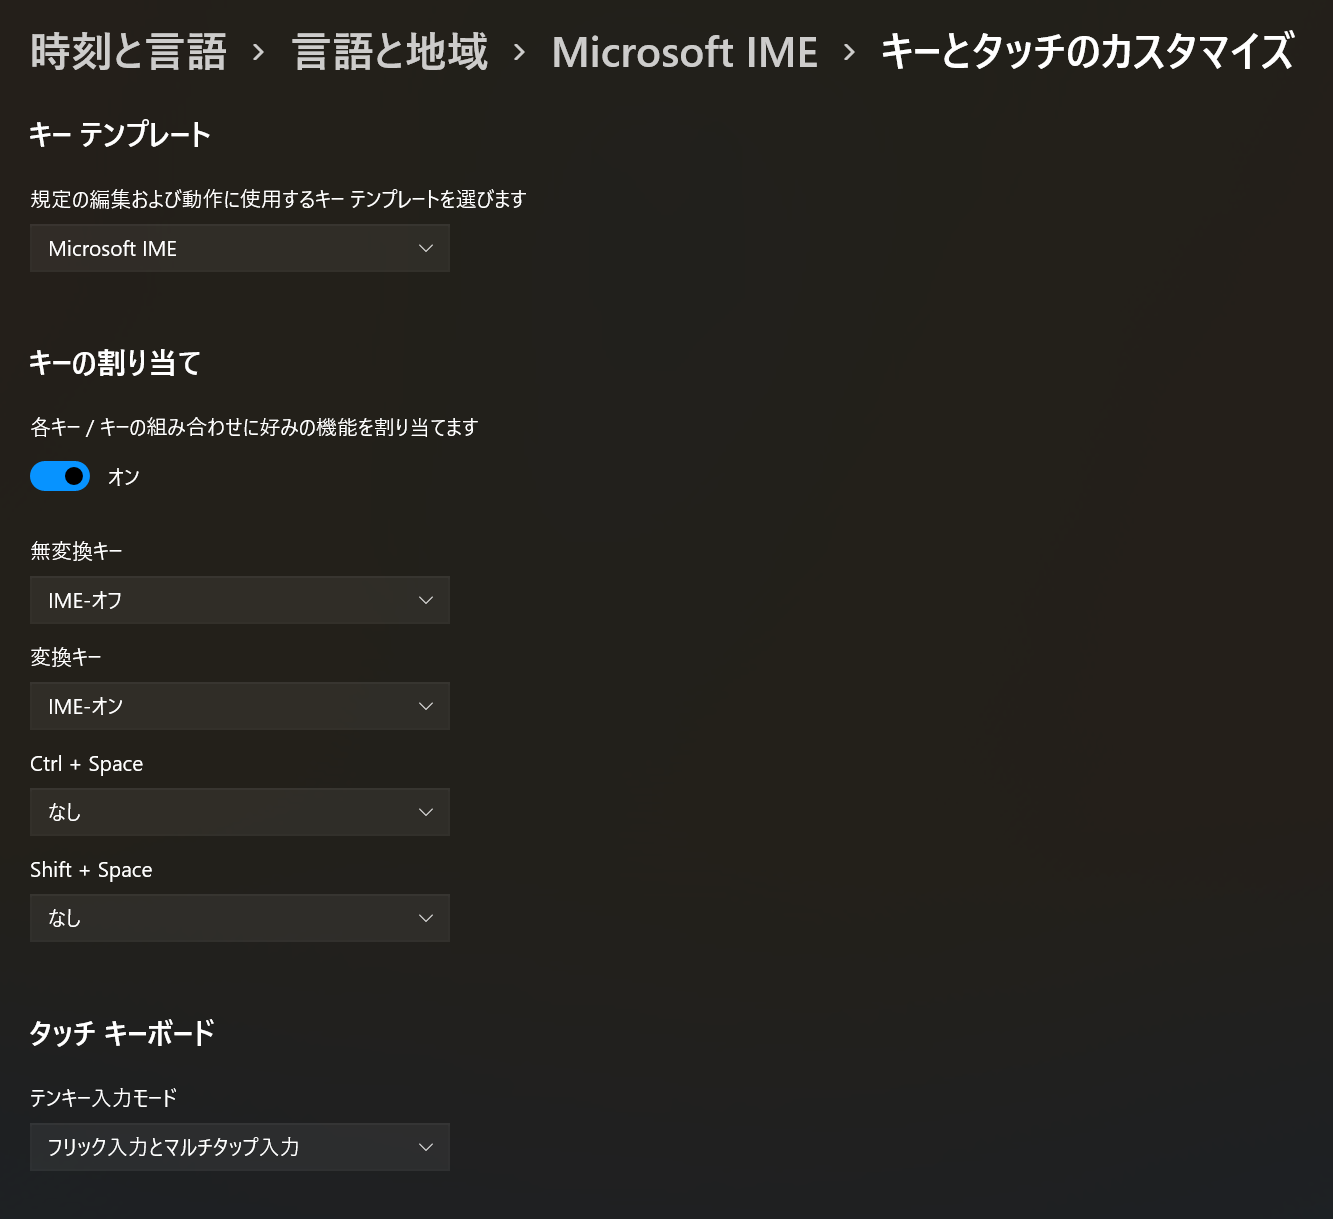 時刻と言語 › 言語と地域 › Microsoft IME › キーとタッチのカスタマイズ
キー テンプレート
規定の編集および動作に使用するキー テンプレートを選びます
Microsoft IME
キーの割り当て
各キー / キーの組み合わせに好みの機能を割り当てます
オン
無変換キー
IME-オフ
変換キー
IME-オン
Ctrl + Space
なし
Shift + Space
なし
タッチ キーボード
テンキー入力モード
フリック入力とマルチタップ入力